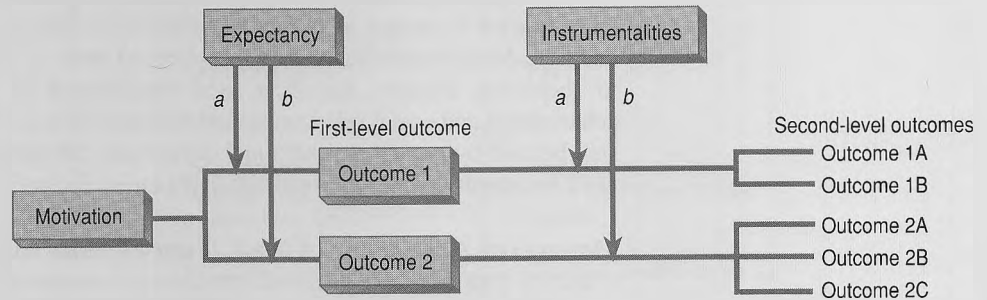 Expectancy
Instrumentalities
a
b
a
b
First-level outcome
Second-level outcomes
Outcome 1
Outcome 1A
Outcome 1B
Motivation
Outcome 2A
Outcome 2
Outcome 2B
Outcome 2C